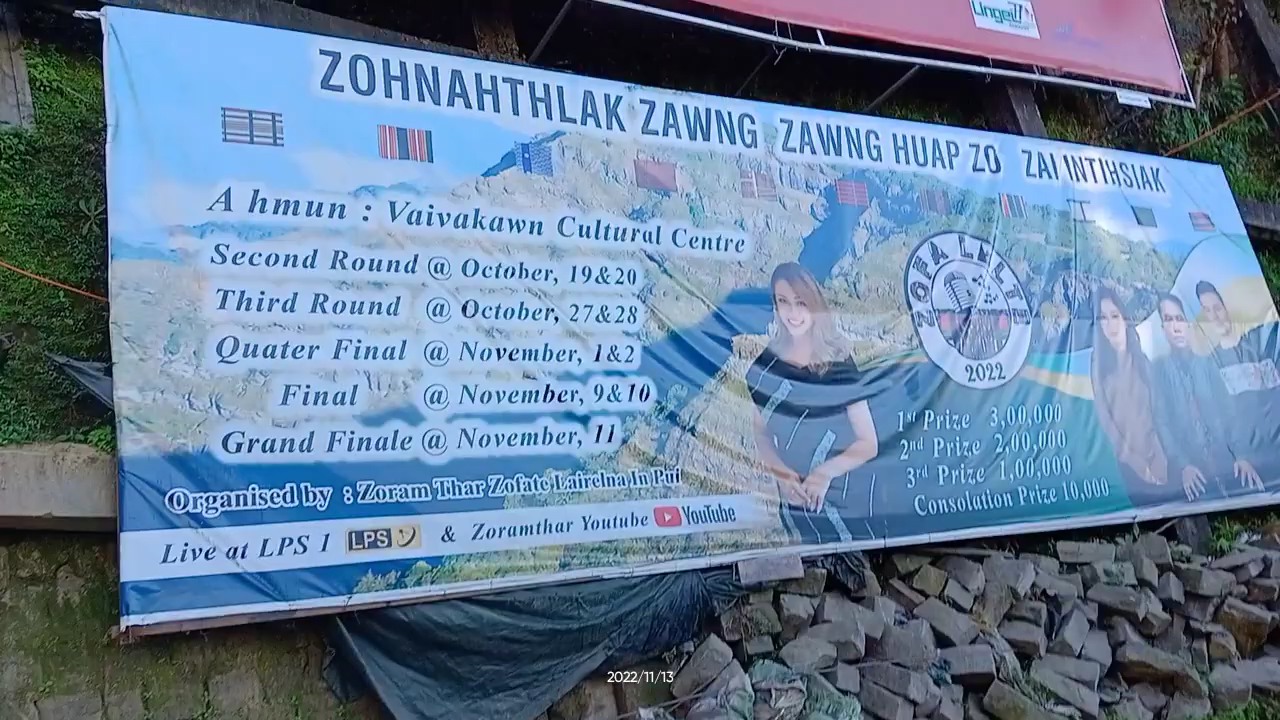 Lingel
ZOHNAHTHLAK ZAWNG ZAWNG HUAP ZO ZAI INTIHSIAK
A hmun : Vaivakawn Cultural Centre
Second Round @ October, 19&20
Third Round @ October, 27&28
Quater Final @ November, 1&2
Final @ November, 9&10
Grand Finale @ November, 11
Organised by : Zoram Thar Zofate Lairelna In Pui
Live at LPS 1 LPS & Zoramthar Youtube YouTube
ZOFA LMLTH
2022
1st Prize 3,00,000
2nd Prize 2,00,000
3rd Prize 1,00,000
Consolation Prize 10,000
2022/11/13